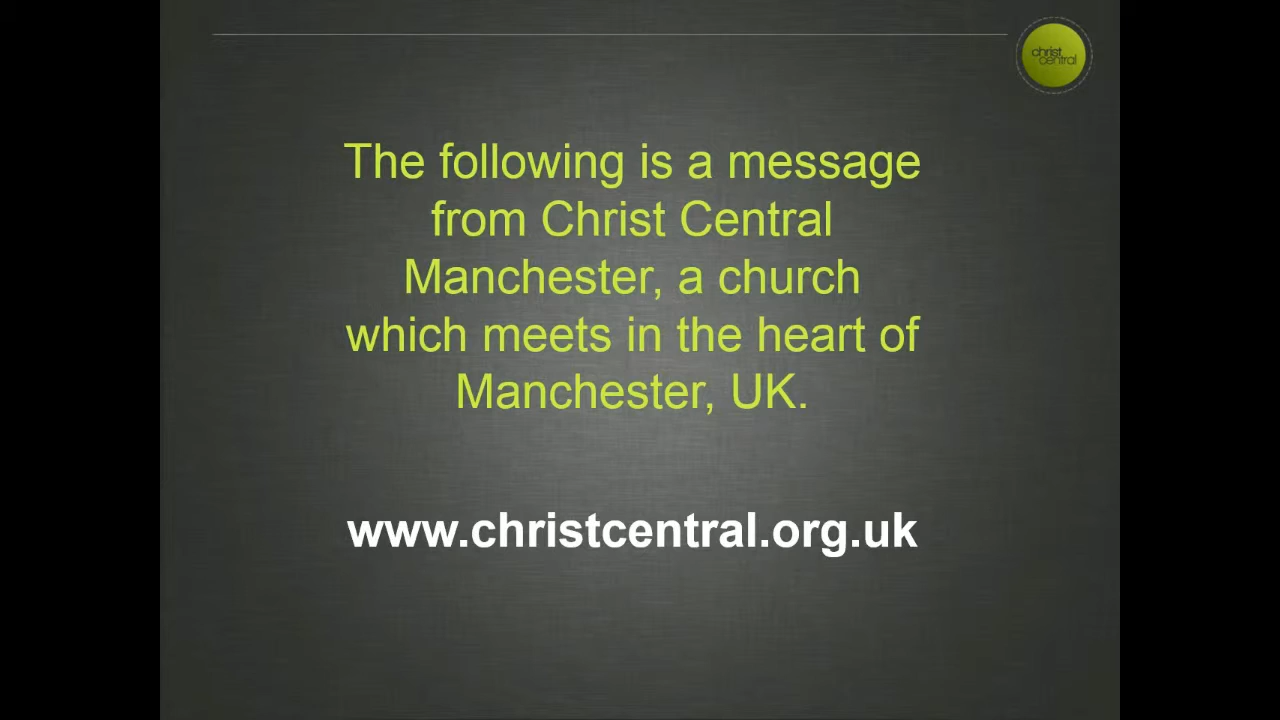 christ
central
The following is a message
from Christ Central
Manchester, a church
which meets in the heart of
Manchester, UK.
www.christcentral.org.uk